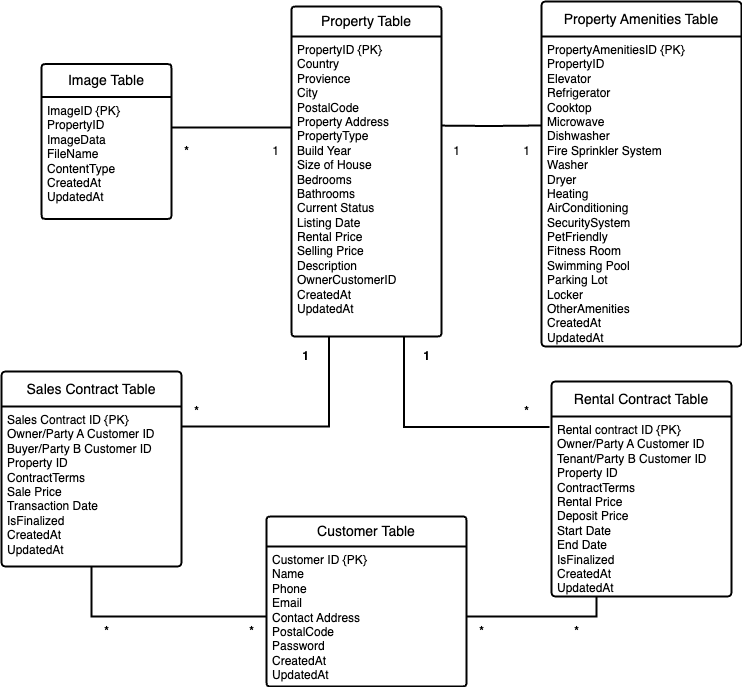 Property Table
PropertyID {PK}
Country
Provience
City
PostalCode
Property Address
PropertyType
Build Year
Size of House
Bedrooms
Bathrooms
Current Status
Listing Date
Rental Price
Selling Price
Description
OwnerCustomerID
CreatedAt
UpdatedAt
Property Amenities Table
PropertyAmenitiesID {PK}
PropertyID
Elevator
Refrigerator
Cooktop
Microwave
Dishwasher
Fire Sprinkler System
Washer
Dryer
Heating
AirConditioning
SecuritySystem
PetFriendly
Fitness Room
Swimming Pool
Parking Lot
Locker
OtherAmenities
CreatedAt
UpdatedAt
Image Table
ImageID {PK}
PropertyID
ImageData
FileName
ContentType
CreatedAt
UpdatedAt
* 1
1 1
1 1
* *
Sales Contract Table
Sales Contract ID {PK}
Owner/Party A Customer ID
Buyer/Party B Customer ID
Property ID
ContractTerms
Sale Price
Transaction Date
IsFinalized
CreatedAt
UpdatedAt
Rental Contract Table
Rental contract ID {PK}
Owner/Party A Customer ID
Tenant/Party B Customer ID
Property ID
ContractTerms
Rental Price
Deposit Price
Start Date
End Date
IsFinalized
CreatedAt
UpdatedAt
Customer Table
Customer ID {PK}
Name
Phone
Email
Contact Address
PostalCode
Password
CreatedAt
UpdatedAt
* * * *